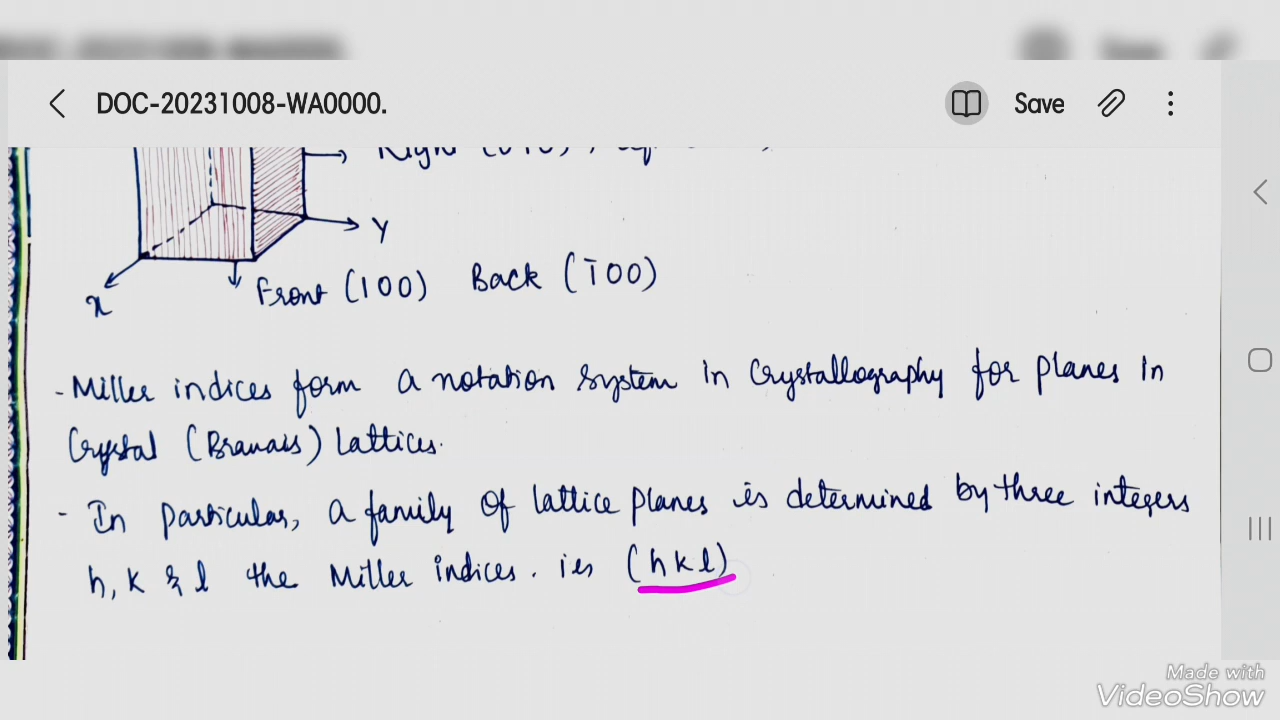 DOC-20231008-WA0000.
Save
Right (010)
Y
x
Front (100) Back (1̄00)
- Miller indices form a notation system in Crystallography for planes in
Crystal (Bravais) Lattices.
- In particular, a family of lattice planes is determined by three integers
h, k & l the Miller indices. ies (h k l)
Made with
VideoShow